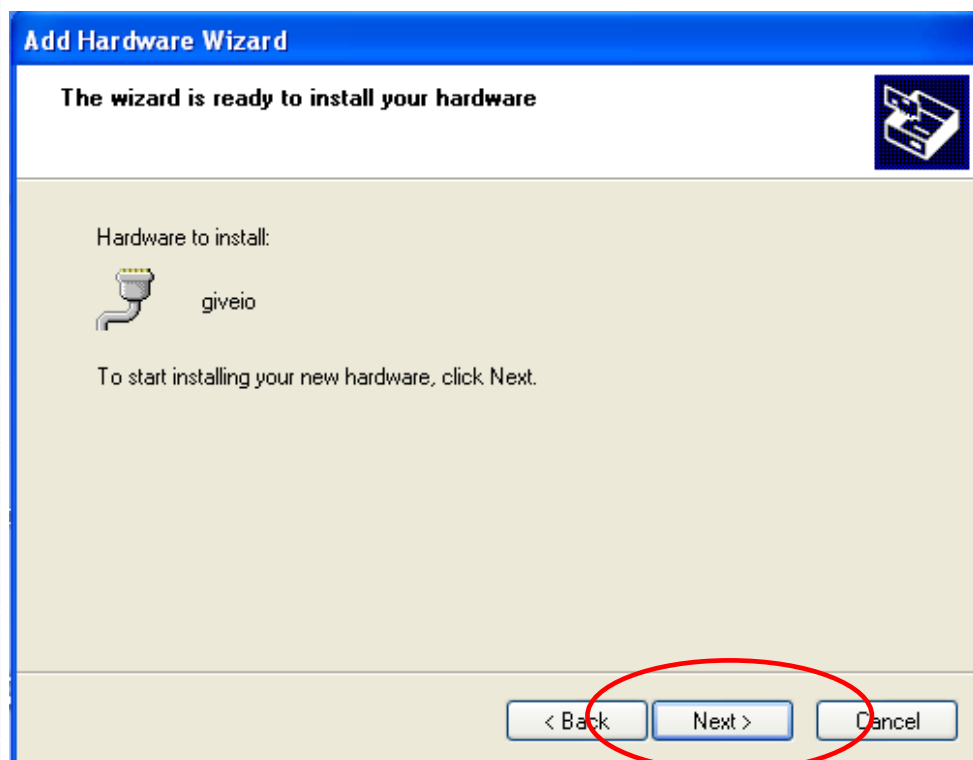 Add Hardware Wizard
The wizard is ready to install your hardware
Hardware to install:
giveio
To start installing your new hardware, click Next.
< Back Next > Cancel